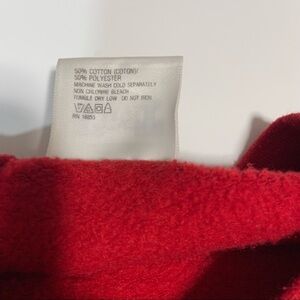 50% COTTON (COTON)/
50% POLYESTER
MACHINE WASH COLD SEPARATELY
NON CHLORINE BLEACH
TUMBLE DRY LOW DO NOT IRON
RN 16853